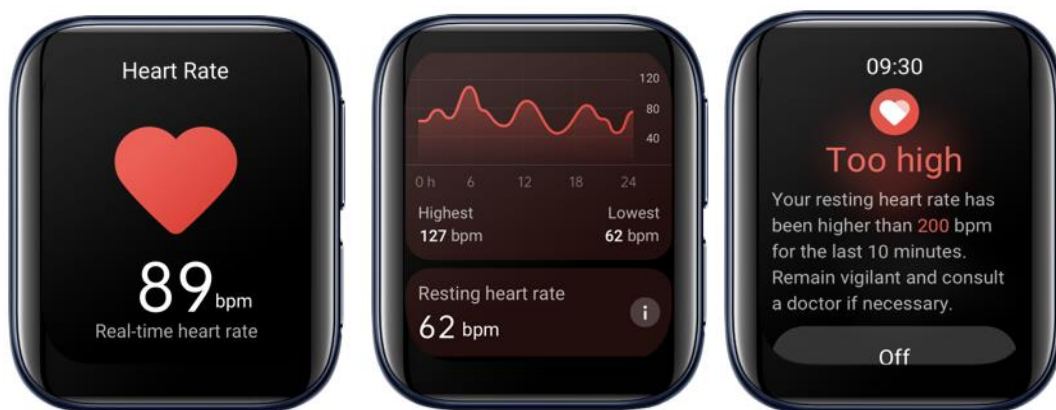 Heart Rate
89 bpm
Real-time heart rate
120
80
40
0 h 6 12 18 24
Highest Lowest
127 bpm 62 bpm
Resting heart rate
62 bpm
i
09:30
Too high
Your resting heart rate has
been higher than 200 bpm
for the last 10 minutes.
Remain vigilant and consult
a doctor if necessary.
Off